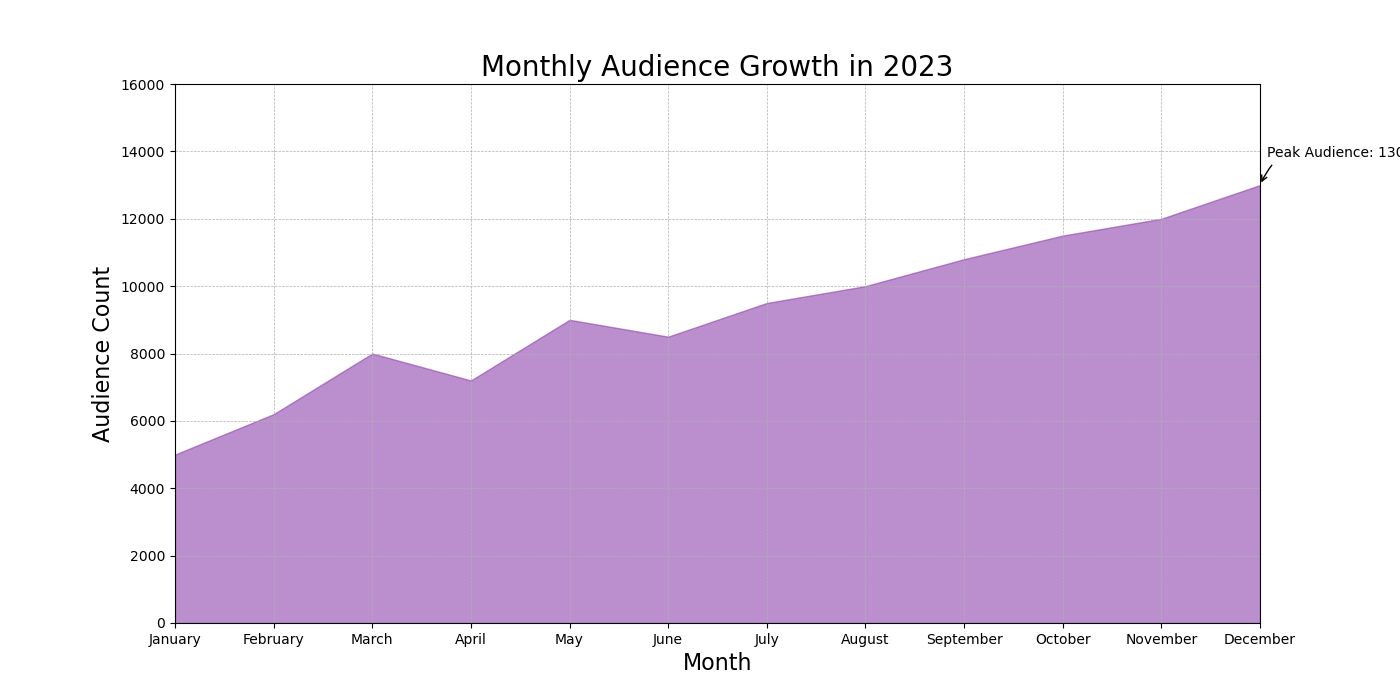 Monthly Audience Growth in 2023
16000
14000
12000
10000
8000
6000
4000
2000
0
Audience Count
Peak Audience: 130
January February March April May June July August September October November December
Month